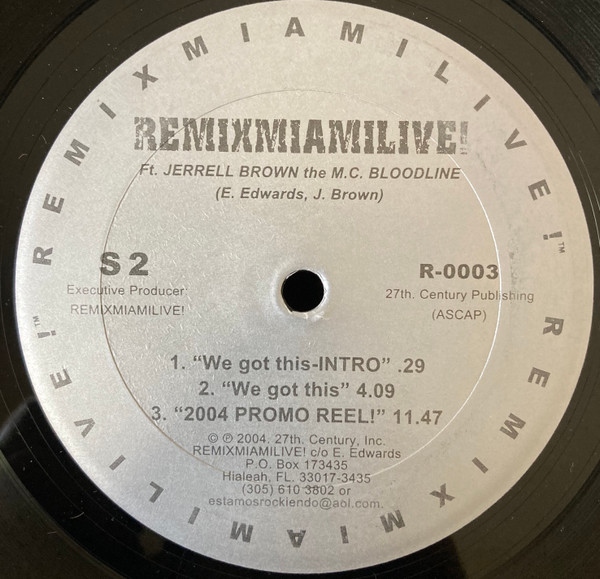 REMiXMIAMILIVE!™ REMIXMIAMILIVE!™
REMIXMIAMILIVE!
Ft. JERRELL BROWN the M.C. BLOODLINE
(E. Edwards, J. Brown)
S 2
Executive Producer
REMIXMIAMILIVE!
R-0003
27th. Century Publishing
(ASCAP)
1. “We got this-INTRO” .29
2. “We got this” 4.09
3. “2004 PROMO REEL!” 11.47
© ℗ 2004. 27th. Century, Inc.
REMIXMIAMILIVE! c/o E. Edwards
P.O. Box 173435
Hialeah, FL. 33017-3435
(305) 610 3802 or
estamosrockiendo@aol.com